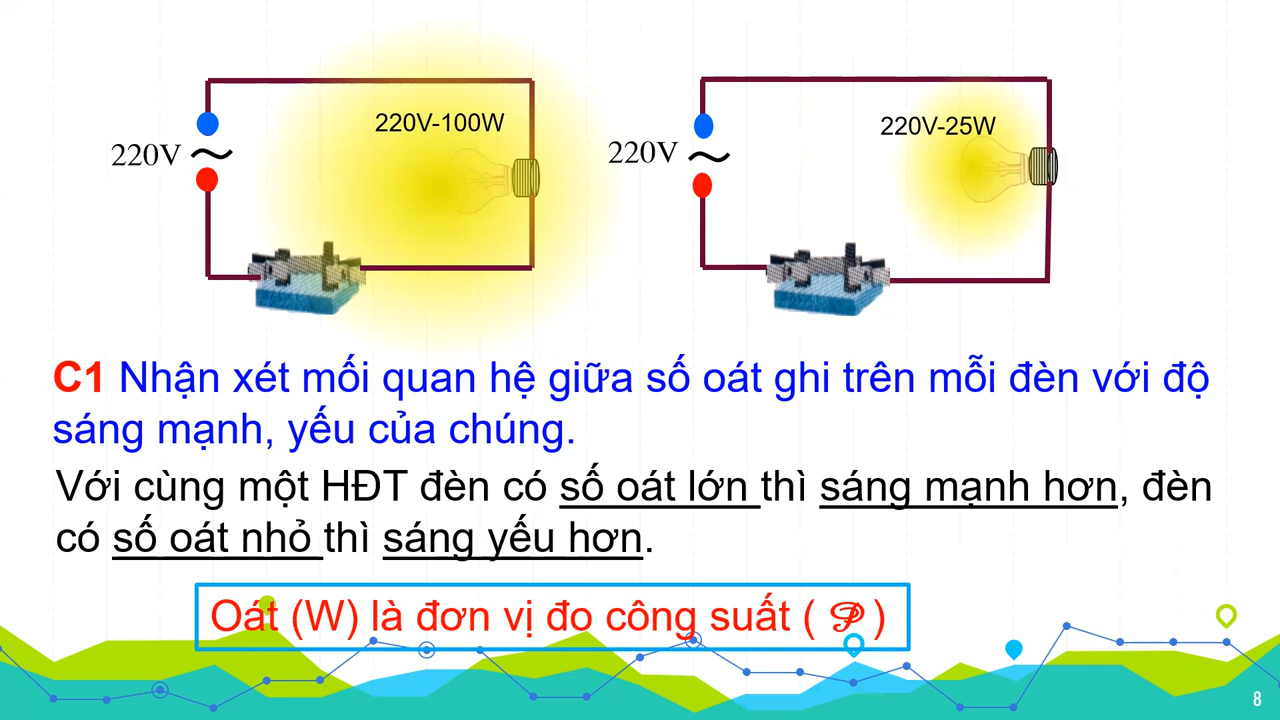 220V-100W
220V
220V-25W
220V
C1 Nhận xét mối quan hệ giữa số oát ghi trên mỗi đèn với độ
sáng mạnh, yếu của chúng.
Với cùng một HĐT đèn có số oát lớn thì sáng mạnh hơn, đèn
có số oát nhỏ thì sáng yếu hơn.
Oát (W) là đơn vị đo công suất ( 𝒫 )
8